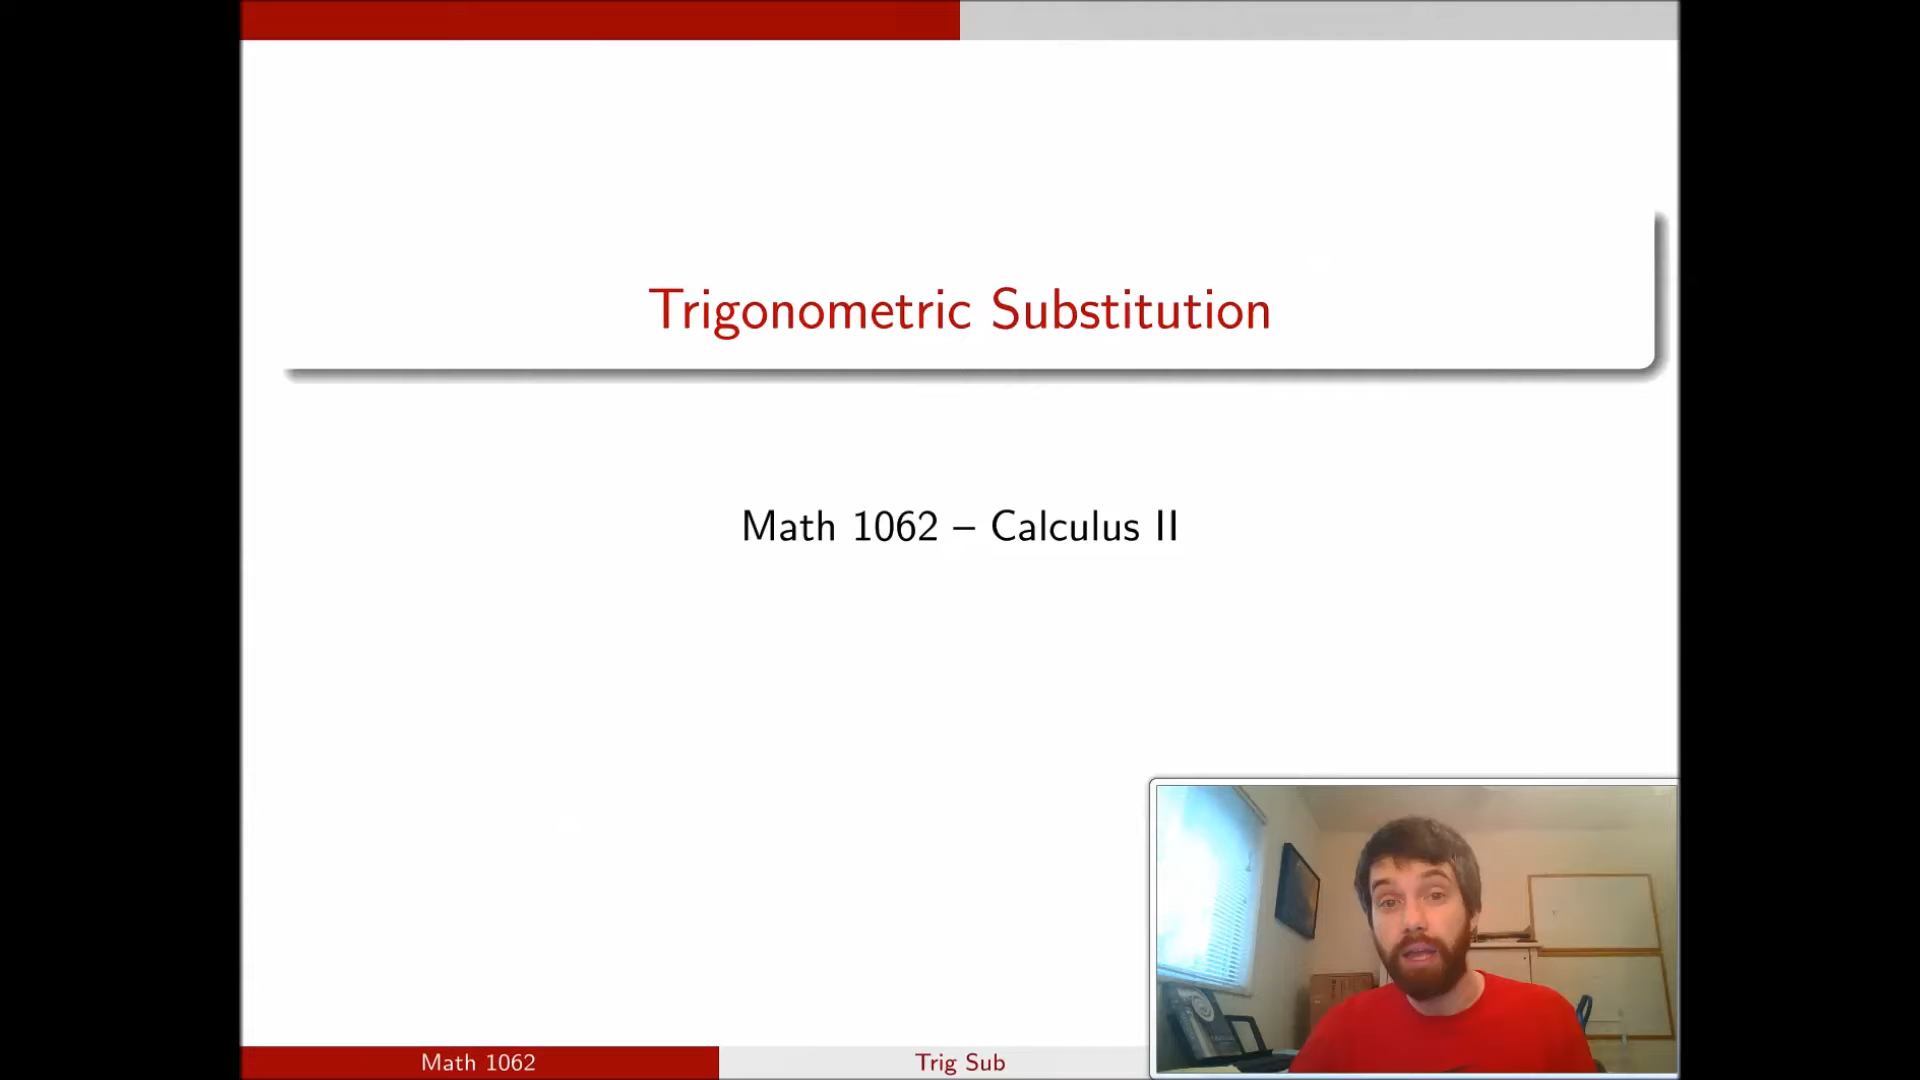 Trigonometric Substitution
Math 1062 – Calculus II
Math 1062
Trig Sub